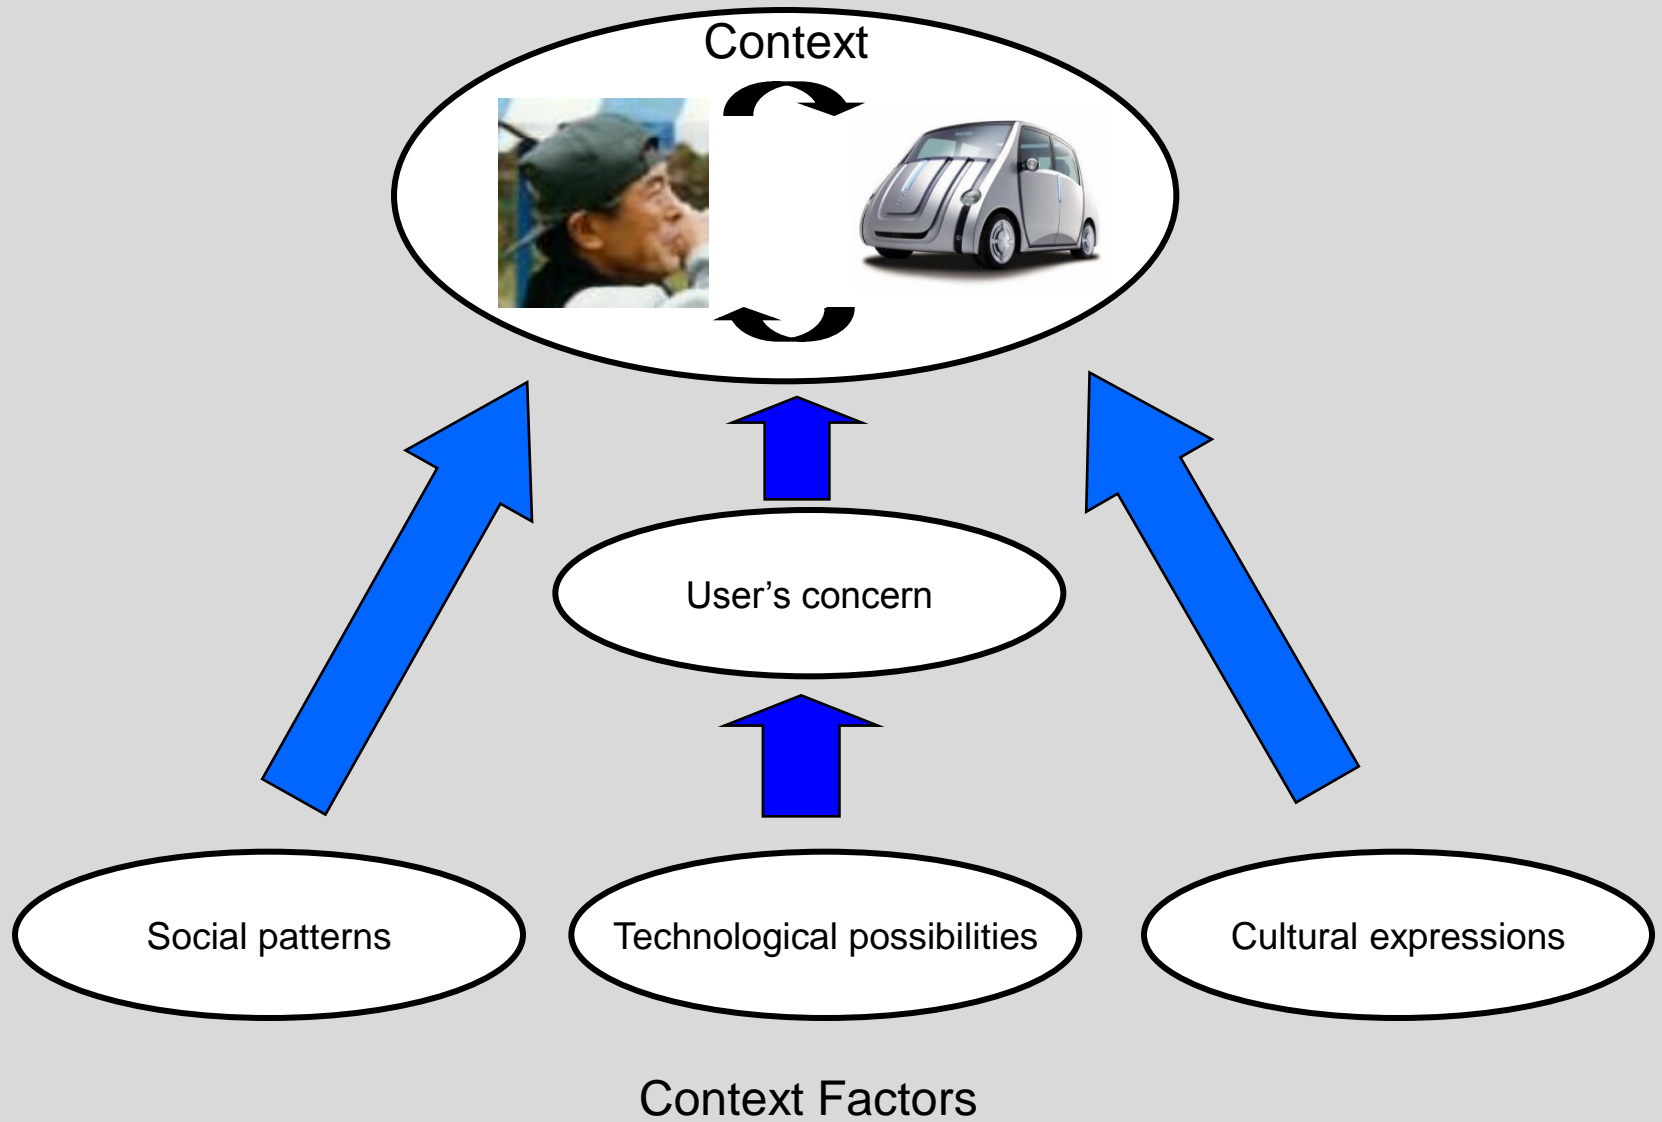 Context
User’s concern
Social patterns
Technological possibilities
Cultural expressions
Context Factors